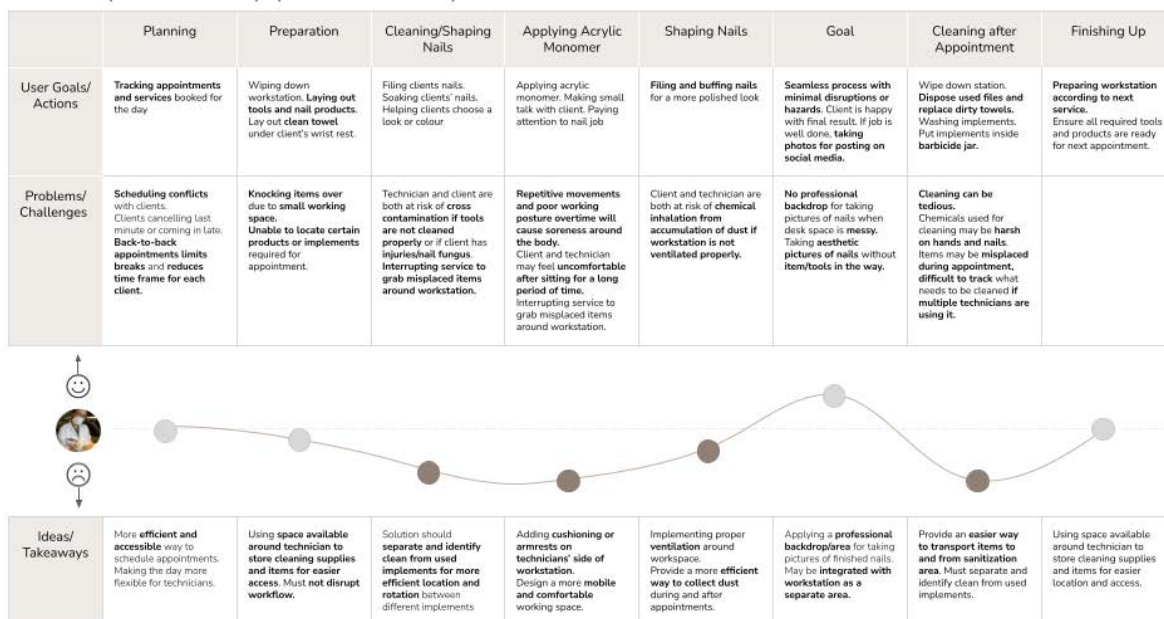 Planning
Preparation
Cleaning/Shaping
Nails
Applying Acrylic
Monomer
Shaping Nails
Goal
Cleaning after
Appointment
Finishing Up
User Goals/
Actions
Tracking appointments
and services booked for
the day
Wiping down
workstation. Laying out
tools and nail products.
Lay out clean towel
under client's wrist rest.
Filing clients nails.
Soaking clients' nails.
Helping clients choose a
look or colour
Applying acrylic
monomer. Making small
talk with client. Paying
attention to nail job
Filing and buffing nails
for a more polished look
Seamless process with
minimal disruptions or
hazards. Client is happy
with final result. If job is
well done, taking
photos for posting on
social media.
Wipe down station.
Dispose used files and
replace dirty towels.
Washing implements.
Put implements inside
barbicide jar.
Preparing workstation
according to next
service.
Ensure all required tools
and products are ready
for next appointment.
Problems/
Challenges
Scheduling conflicts
with clients.
Clients cancelling last
minute or coming in late.
Back-to-back
appointments limits
breaks and reduces
time frame for each
client.
Knocking items over
due to small working
space.
Unable to locate certain
products or implements
required for
appointment.
Technician and client are
both at risk of cross
contamination if tools
are not cleaned
properly or if client has
injuries/nail fungus.
Interrupting service to
grab misplaced items
around workstation.
Repetitive movements
and poor working
posture overtime will
cause soreness around
the body.
Client and technician
may feel uncomfortable
after sitting for a long
period of time.
Interrupting service to
grab misplaced items
around workstation.
Client and technician are
both at risk of chemical
inhalation from
accumulation of dust if
workstation is not
ventilated properly.
No professional
backdrop for taking
pictures of nails when
desk space is messy.
Taking aesthetic
pictures of nails without
item/tools in the way.
Cleaning can be
tedious.
Chemicals used for
cleaning may be harsh
on hands and nails.
Items may be misplaced
during appointment,
difficult to track what
needs to be cleaned if
multiple technicians are
using it.
Ideas/
Takeaways
More efficient and
accessible way to
schedule appointments.
Making the day more
flexible for technicians.
Using space available
around technician to
store cleaning supplies
and items for easier
access. Must not disrupt
workflow.
Solution should
separate and identify
clean from used
implements for more
efficient location and
rotation between
different implements
Adding cushioning or
armrests on
technicians' side of
workstation.
Design a more mobile
and comfortable
working space.
Implementing proper
ventilation around
workspace.
Provide a more efficient
way to collect dust
during and after
appointments.
Applying a professional
backdrop/area for taking
pictures of finished nails.
May be integrated with
workstation as a
separate area.
Provide an easier way
to transport items to
and from sanitization
area. Must separate and
identify clean from used
implements.
Using space available
around technician to
store cleaning supplies
and items for easier
location and access.